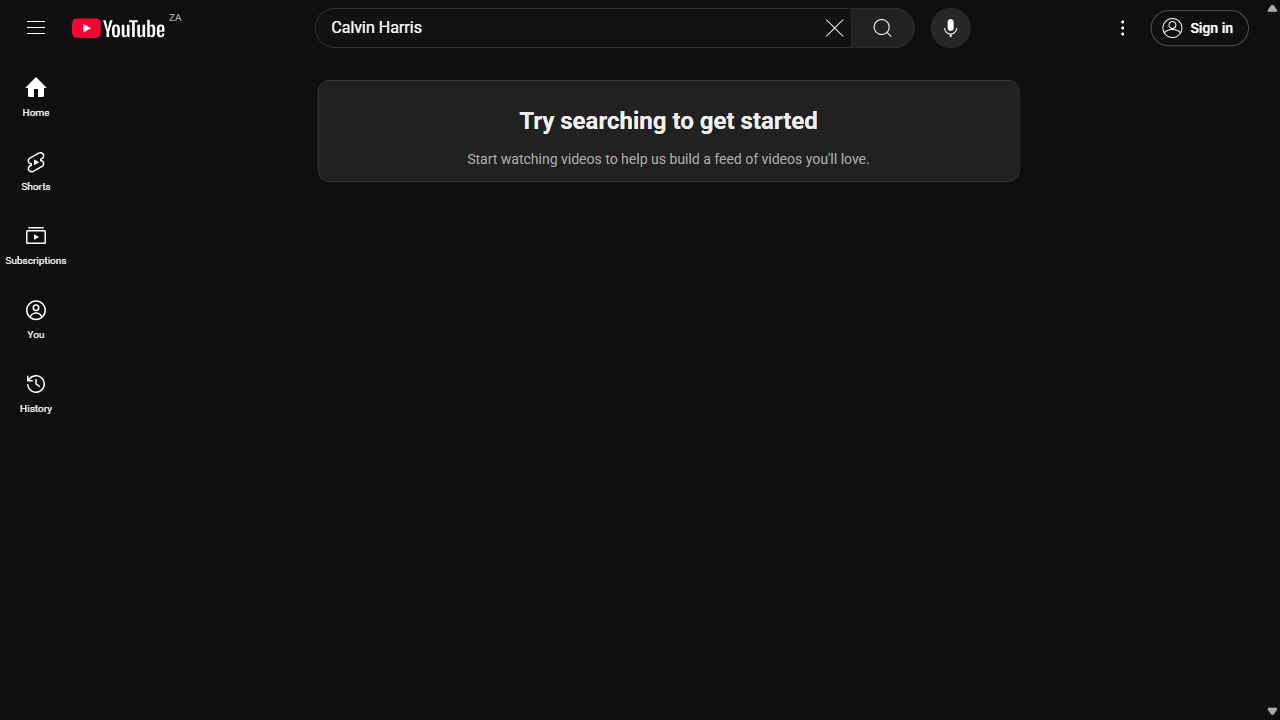 YouTube ZA
Calvin Harris
Sign in
Home
Shorts
Subscriptions
You
History
Try searching to get started
Start watching videos to help us build a feed of videos you'll love.